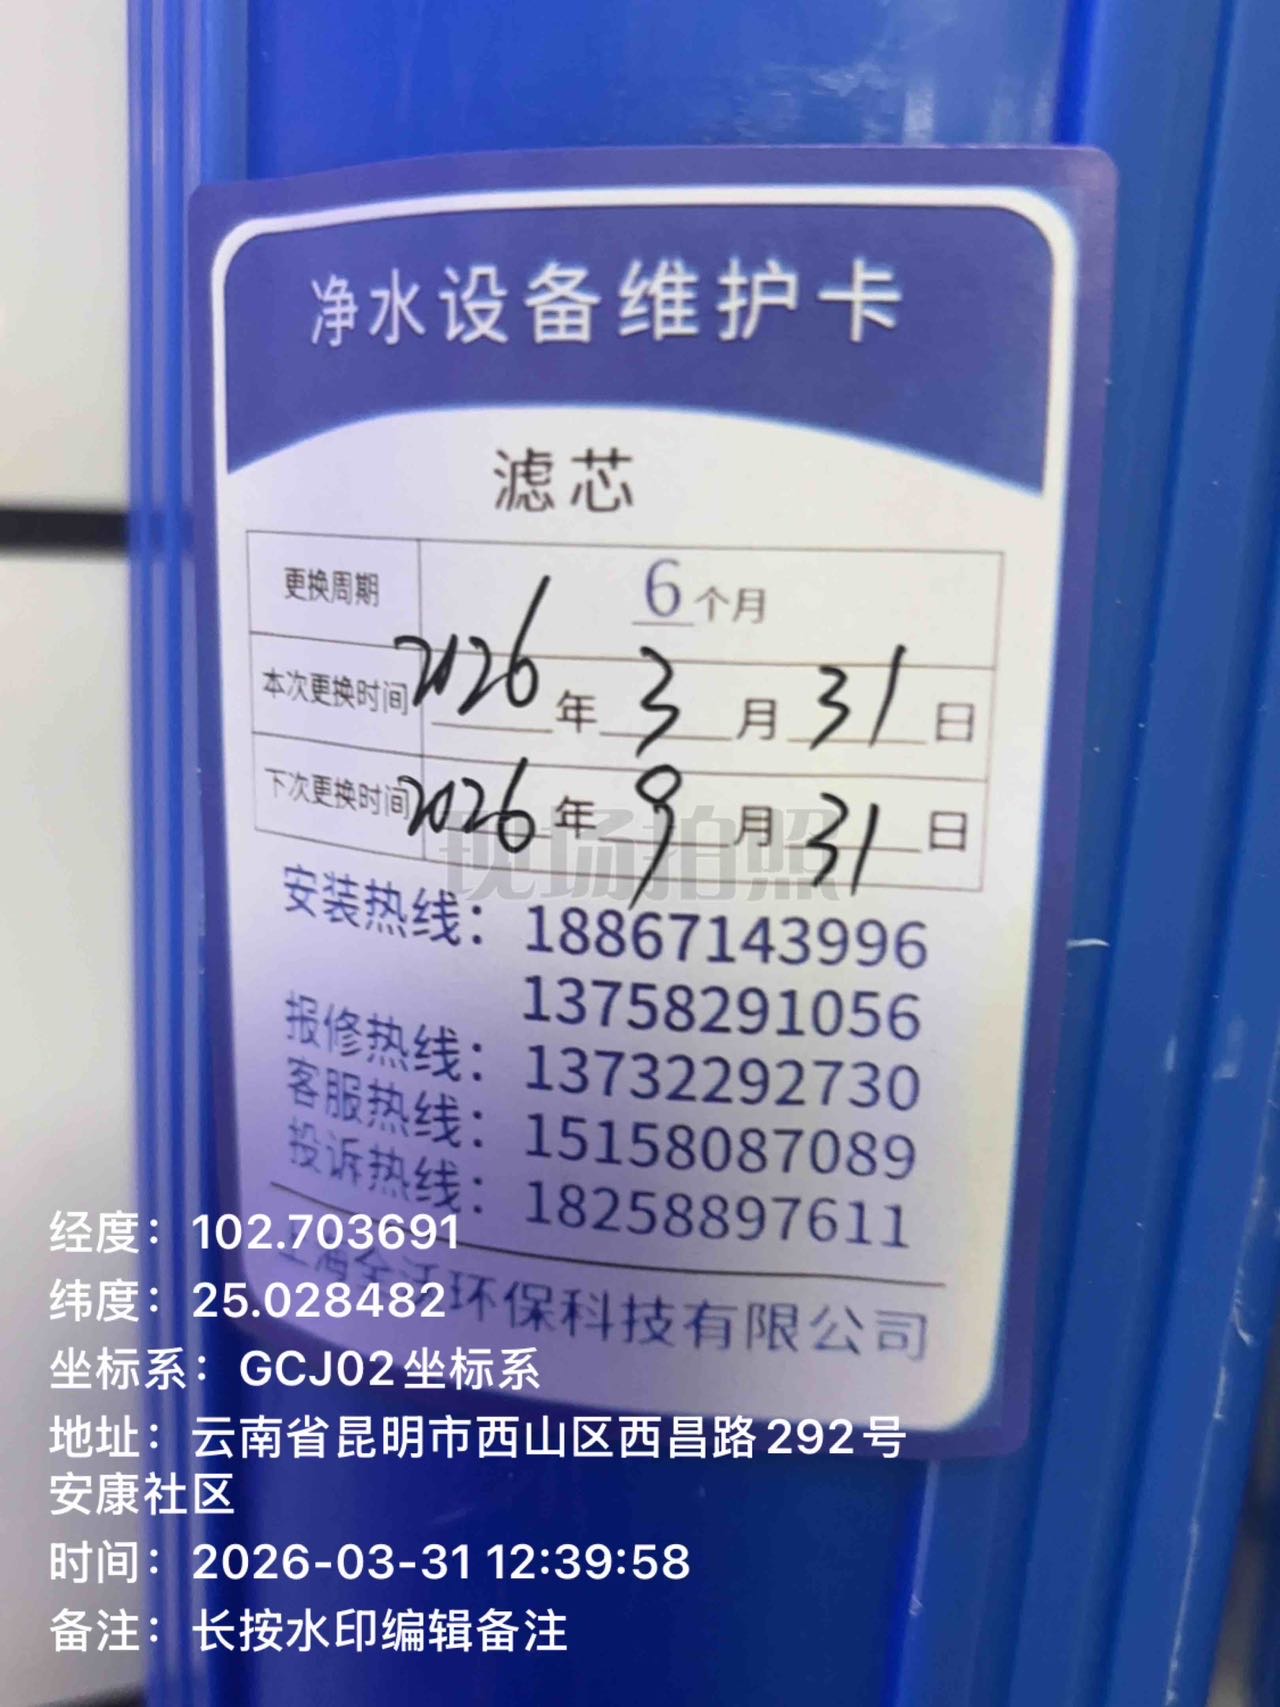 净水设备维护卡
滤芯
更换周期 6个月
本次更换时间 2026年3月31日
下次更换时间 2026年9月31日
现场拍照
安装热线：18867143996
13758291056
报修热线：13732292730
客服热线：15158087089
投诉热线：18258897611
环保科技有限公司
经度：102.703691
纬度：25.028482
坐标系：GCJ02坐标系
地址：云南省昆明市西山区西昌路292号
安康社区
时间：2026-03-31 12:39:58
备注：长按水印编辑备注